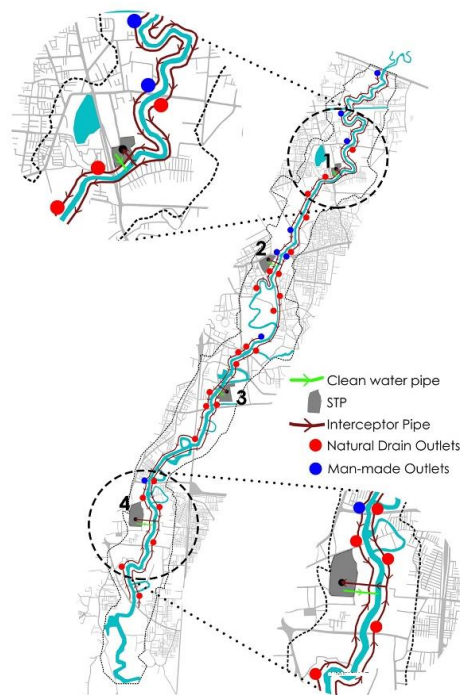 1
2
3
4
Clean water pipe
STP
Interceptor Pipe
Natural Drain Outlets
Man-made Outlets